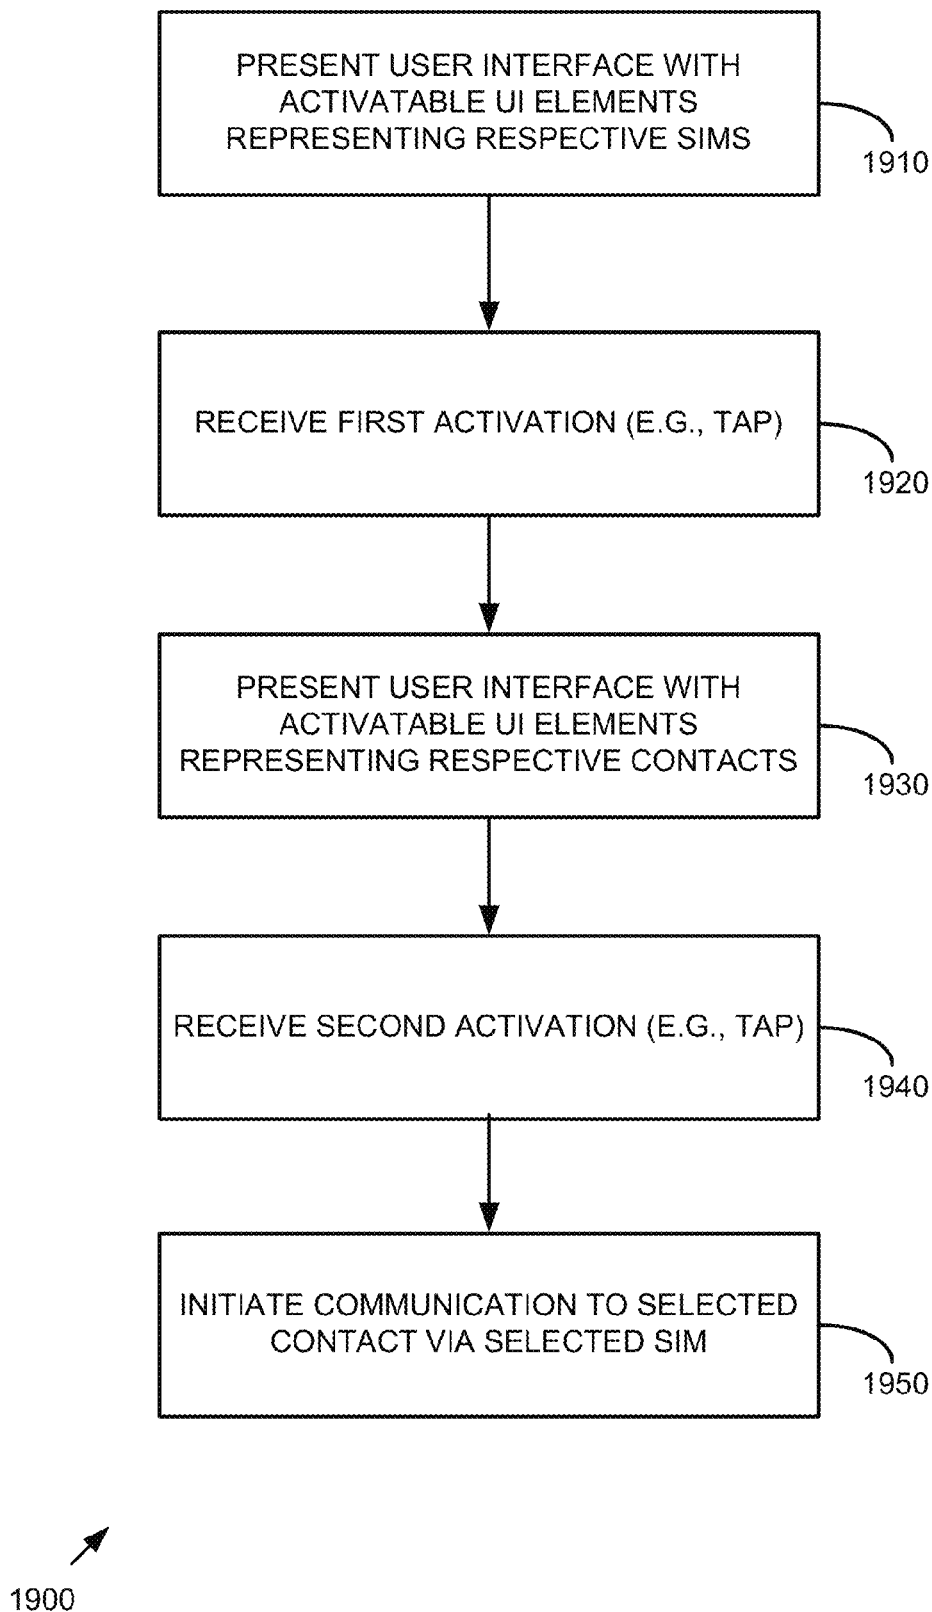 PRESENT USER INTERFACE WITH
ACTIVATABLE UI ELEMENTS
REPRESENTING RESPECTIVE SIMS
1910
RECEIVE FIRST ACTIVATION (E.G., TAP)
1920
PRESENT USER INTERFACE WITH
ACTIVATABLE UI ELEMENTS
REPRESENTING RESPECTIVE CONTACTS
1930
RECEIVE SECOND ACTIVATION (E.G., TAP)
1940
INITIATE COMMUNICATION TO SELECTED
CONTACT VIA SELECTED SIM
1950
1900